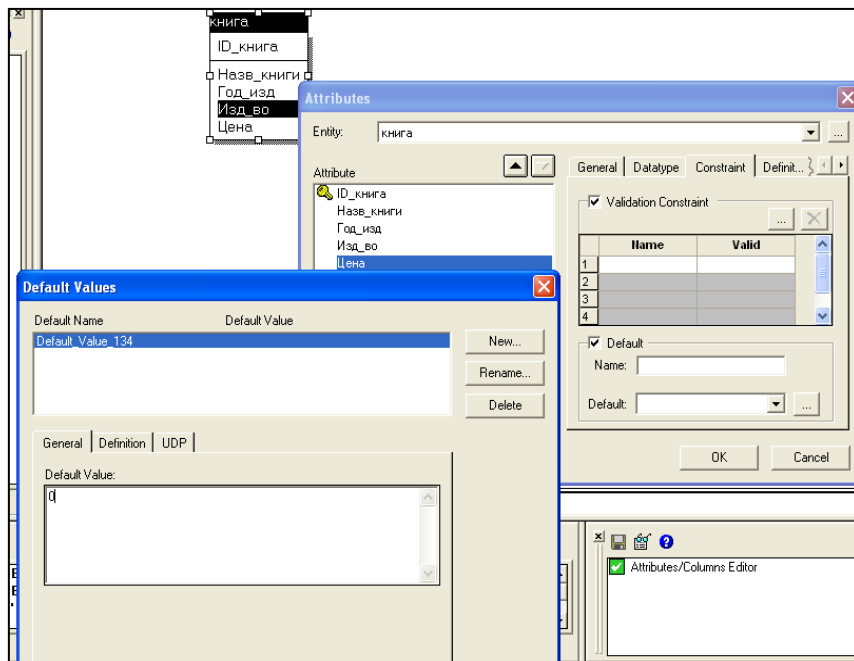 книга
ID_книга
Назв_книги
Год_изд
Изд_во
Цена
Attributes
Entity:
книга
...
Attribute
ID_книга
Назв_книги
Год_изд
Изд_во
Цена
General
Datatype
Constraint
Definit...
Validation Constraint
...
Name
Valid
1
2
3
4
Default
Name:
Default:
...
OK
Cancel
Default Values
Default Name
Default Value
Default_Value_134
New...
Rename...
Delete
General
Definition
UDP
Default Value:
0
Attributes/Columns Editor